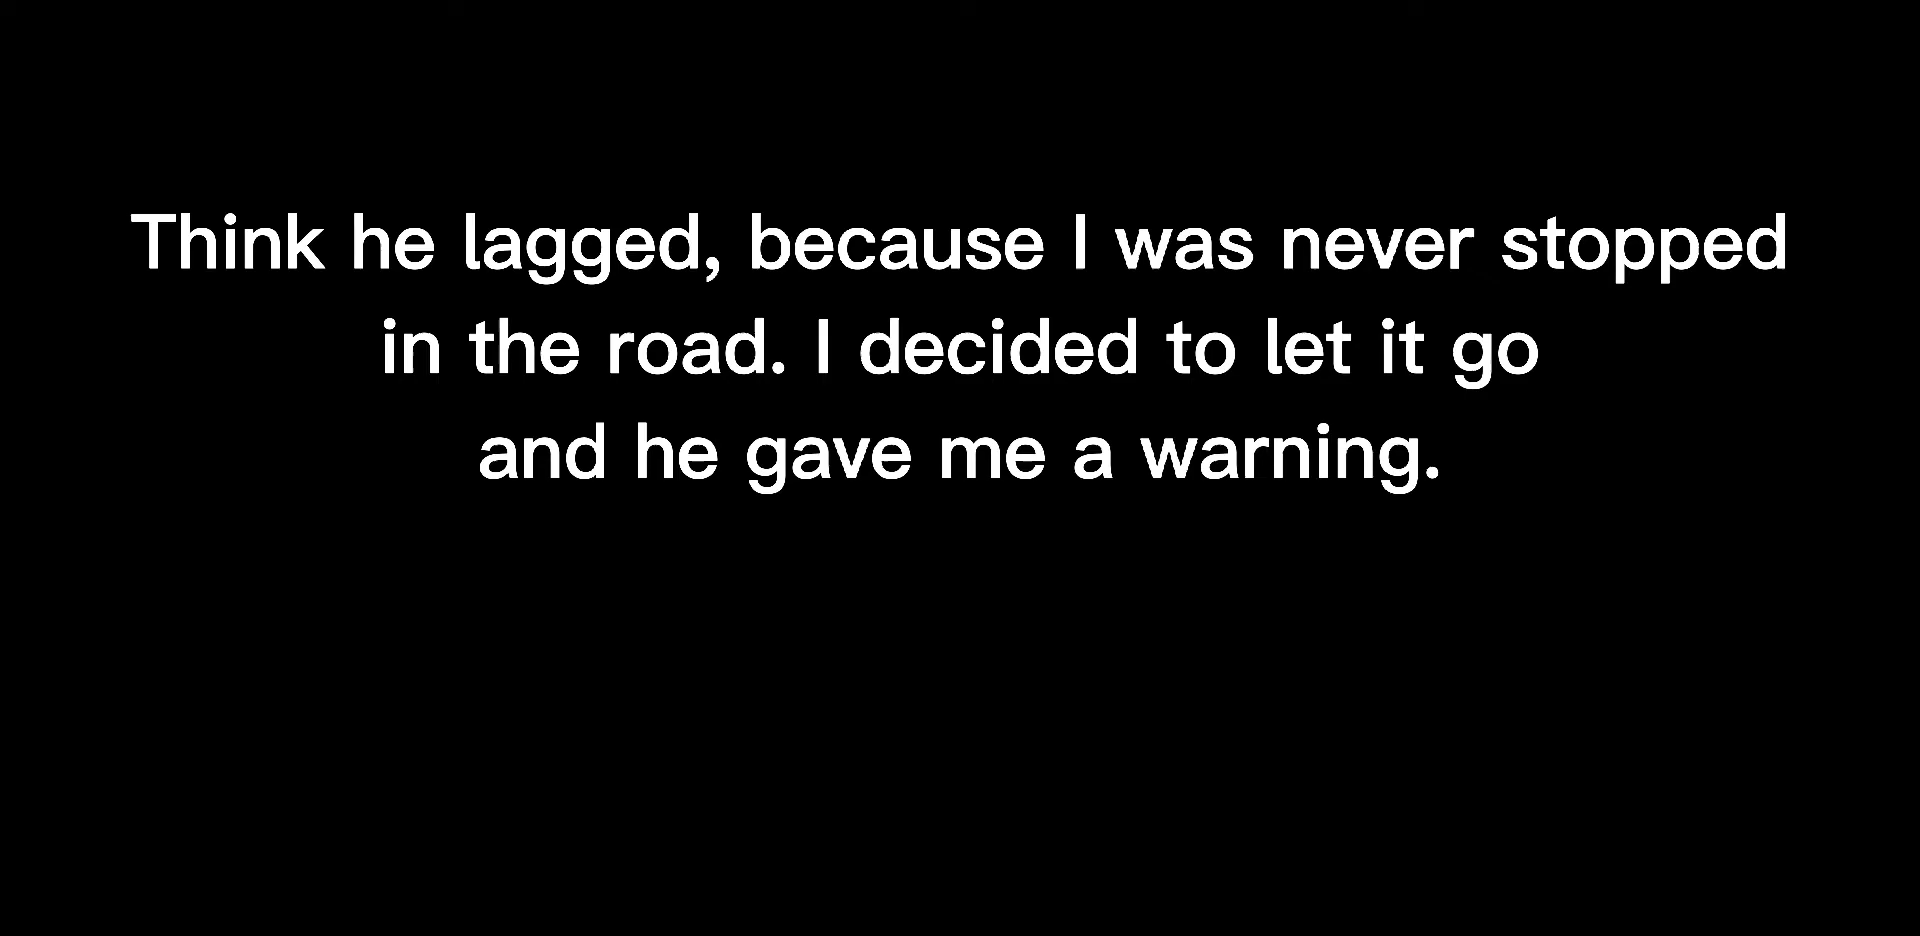 Think he lagged, because I was never stopped
in the road. I decided to let it go
and he gave me a warning.